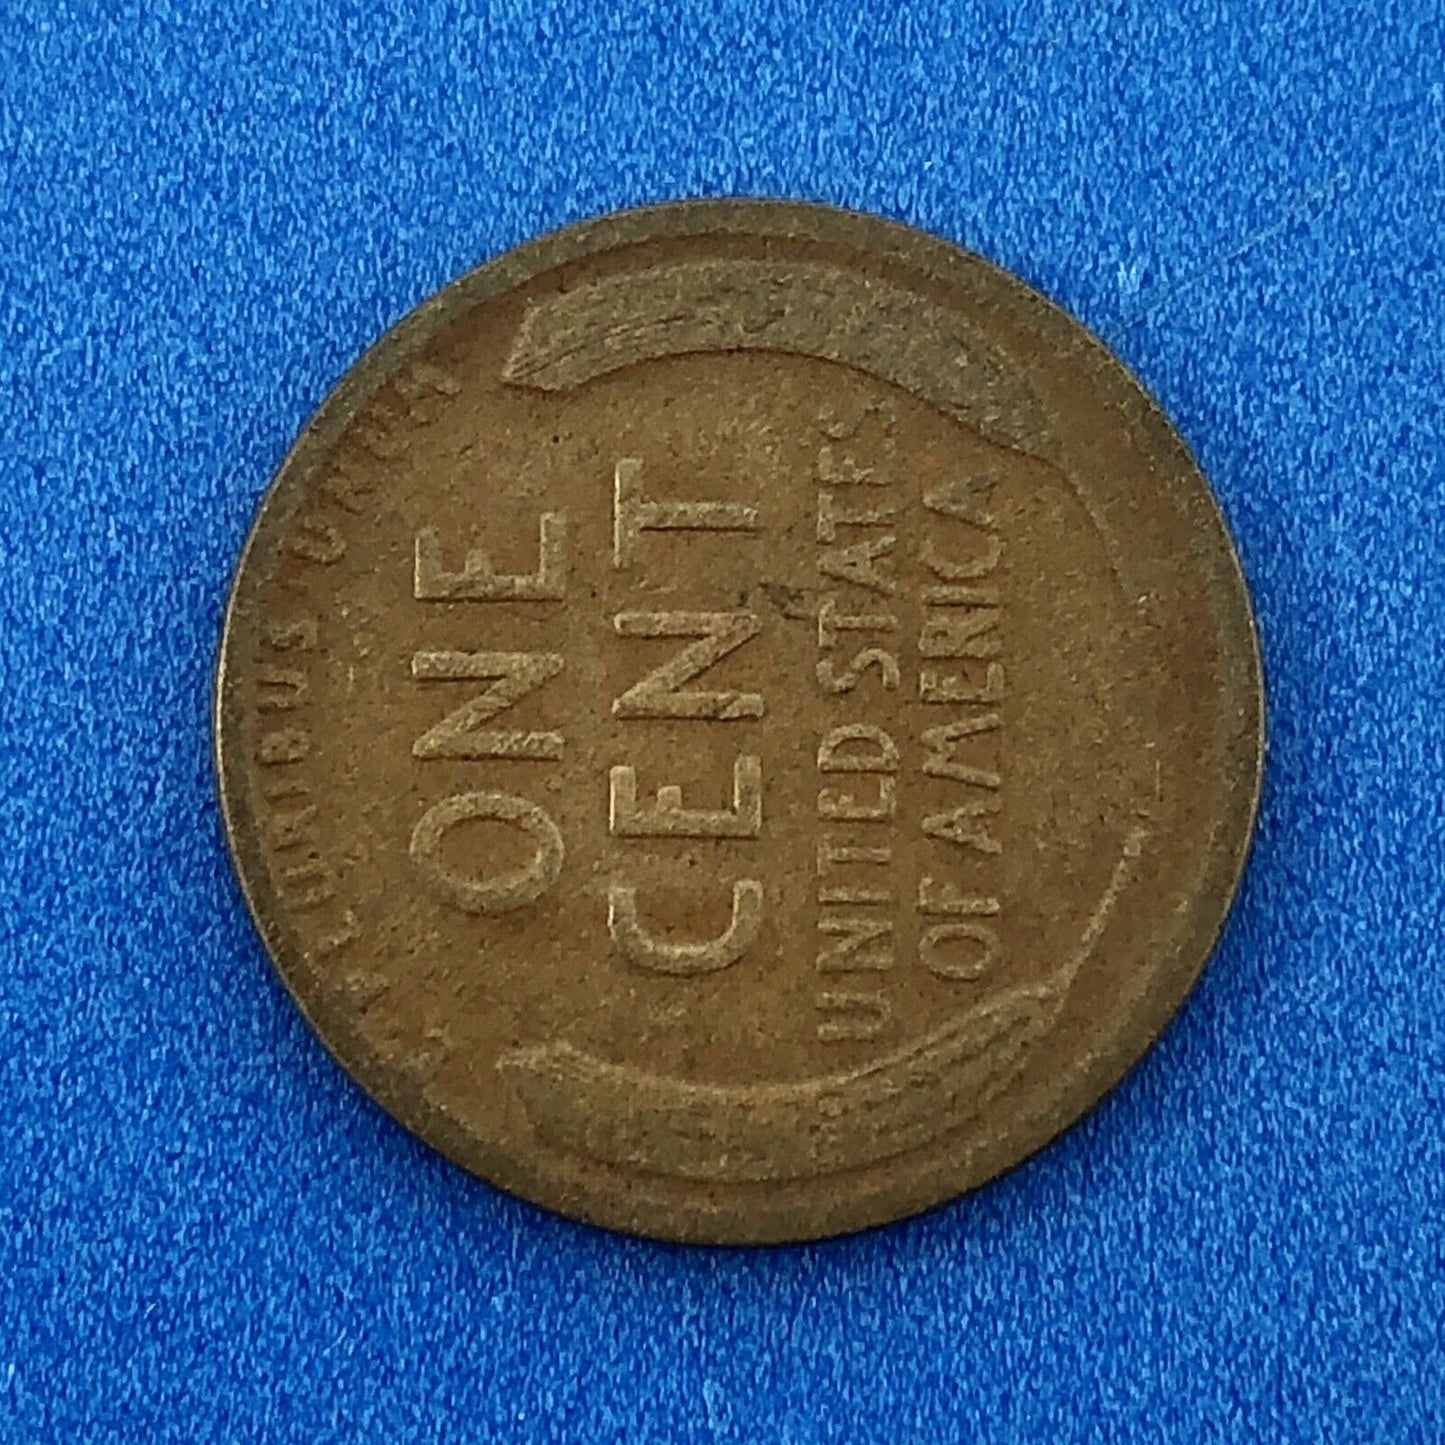 PLURIBUS UNUM
ONE
CENT
UNITED STATES
OF AMERICA